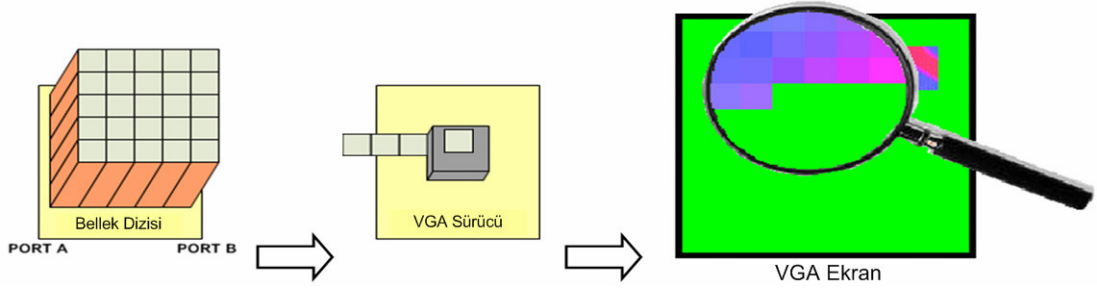 Bellek Dizisi
PORT A
PORT B
VGA Sürücü
VGA Ekran